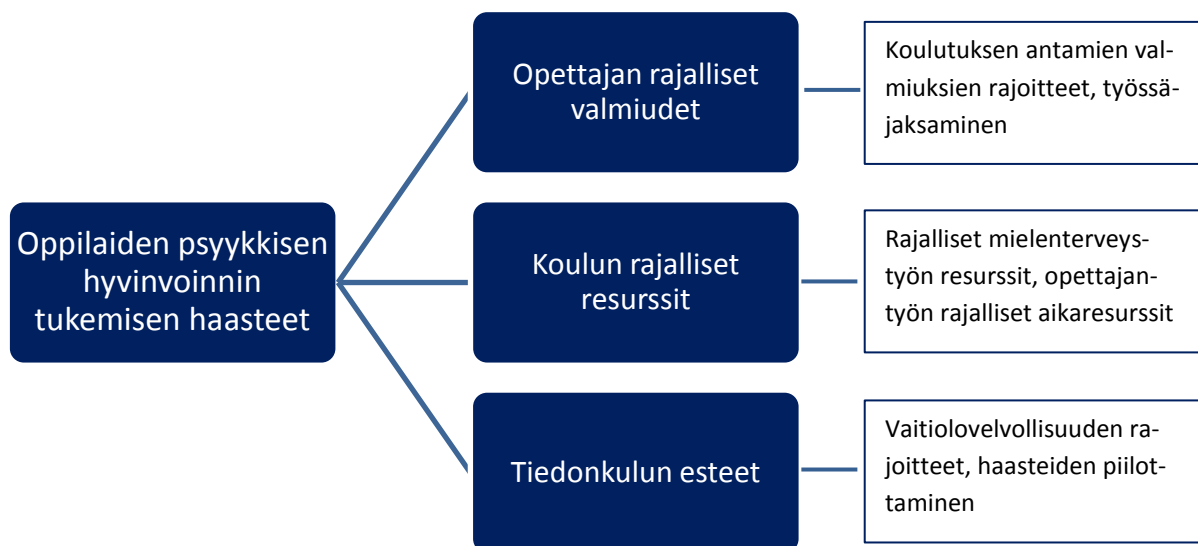 Oppilaiden psyykkisen
hyvinvoinnin
tukemisen haasteet
Opettajan rajalliset
valmiudet
Koulutuksen antamien val-
miuksien rajoitteet, työssä-
jaksaminen
Koulun rajalliset
resurssit
Rajalliset mielenterveys-
työn resurssit, opettajan-
työn rajalliset aikaresurssit
Tiedonkulun esteet
Vaitiolovelvollisuuden ra-
joitteet, haasteiden piilot-
taminen